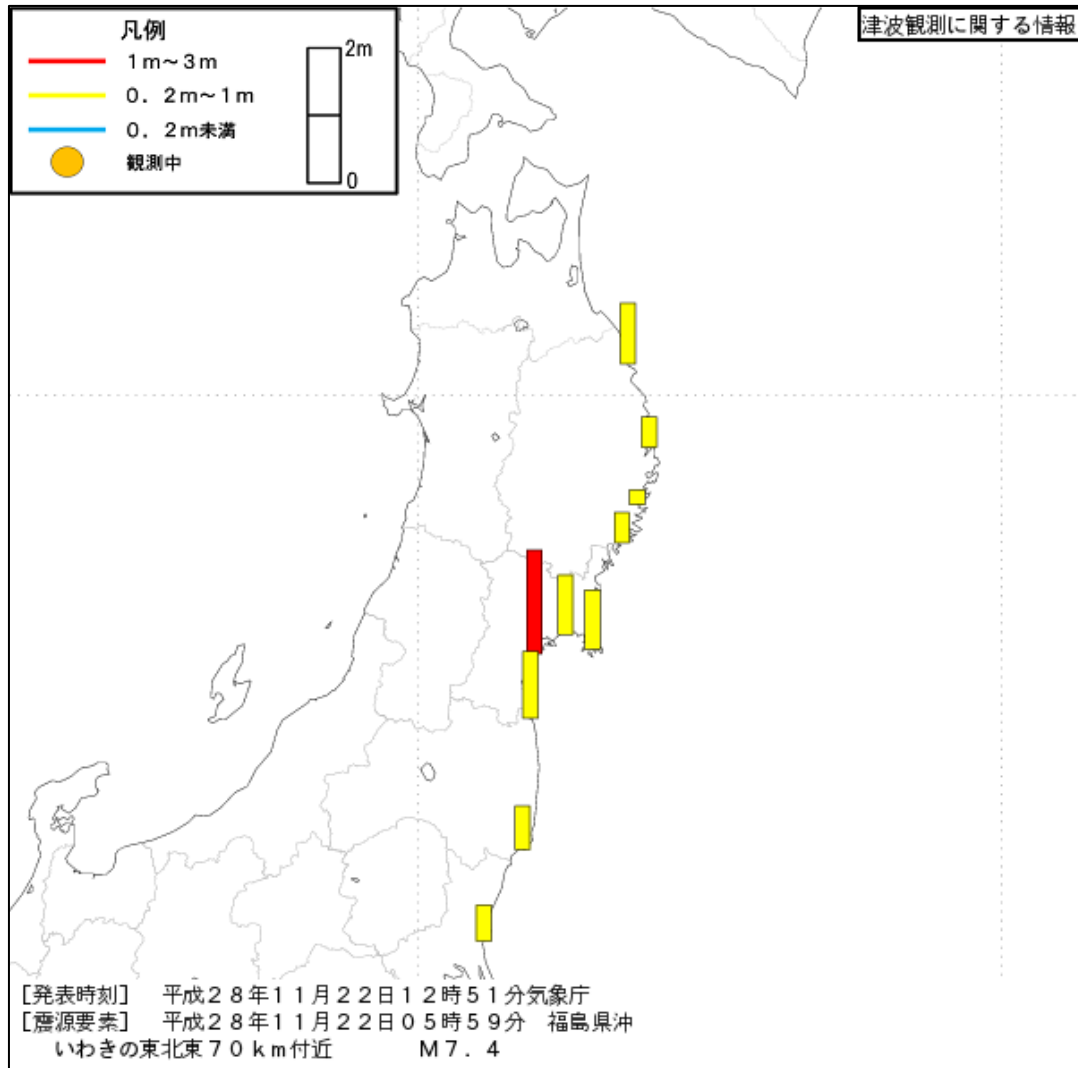 凡例
1m～3m
0．2m～1m
0．2m未満
観測中
2m
0
津波観測に関する情報
[発表時刻]　平成28年11月22日12時51分気象庁
[震源要素]　平成28年11月22日05時59分　福島県沖
いわきの東北東70km付近　M7．4